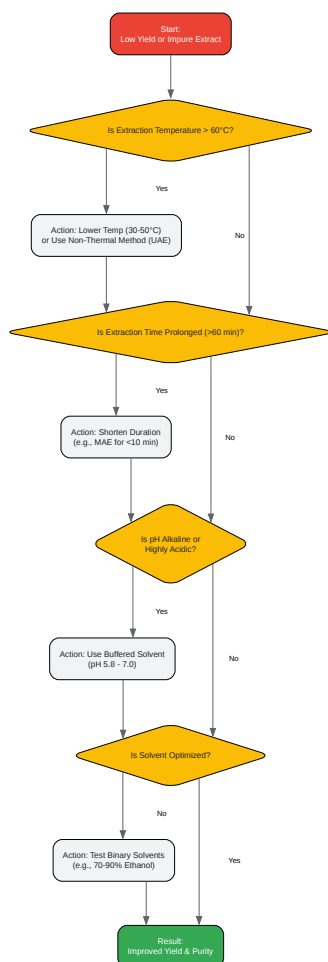 Start:
Low Yield or Impure Extract
Is Extraction Temperature > 60°C?
Yes
Action: Lower Temp (30-50°C)
or Use Non-Thermal Method (UAE)
No
Is Extraction Time Prolonged (>60 min)?
Yes
Action: Shorten Duration
(e.g., MAE for <10 min)
No
Is pH Alkaline or
Highly Acidic?
Yes
Action: Use Buffered Solvent
(pH 5.8 - 7.0)
No
Is Solvent Optimized?
No
Action: Test Binary Solvents
(e.g., 70-90% Ethanol)
Yes
Result:
Improved Yield & Purity